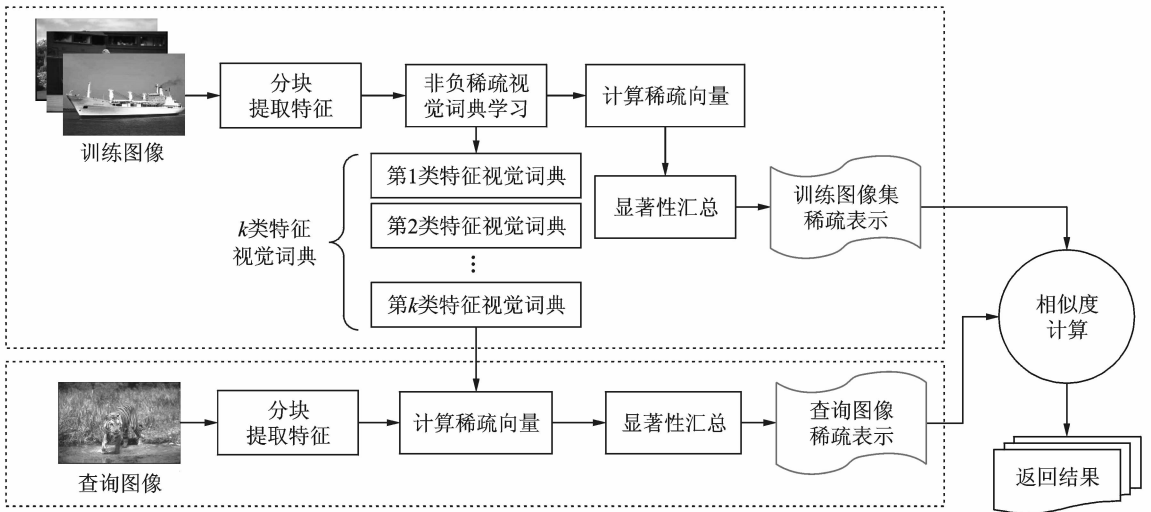 训练图像
分块
提取特征
非负稀疏视
觉词典学习
计算稀疏向量
k类特征
视觉词典
第1类特征视觉词典
第2类特征视觉词典
⋮
第k类特征视觉词典
显著性汇总
训练图像集
稀疏表示
相似度
计算
查询图像
分块
提取特征
计算稀疏向量
显著性汇总
查询图像
稀疏表示
返回结果